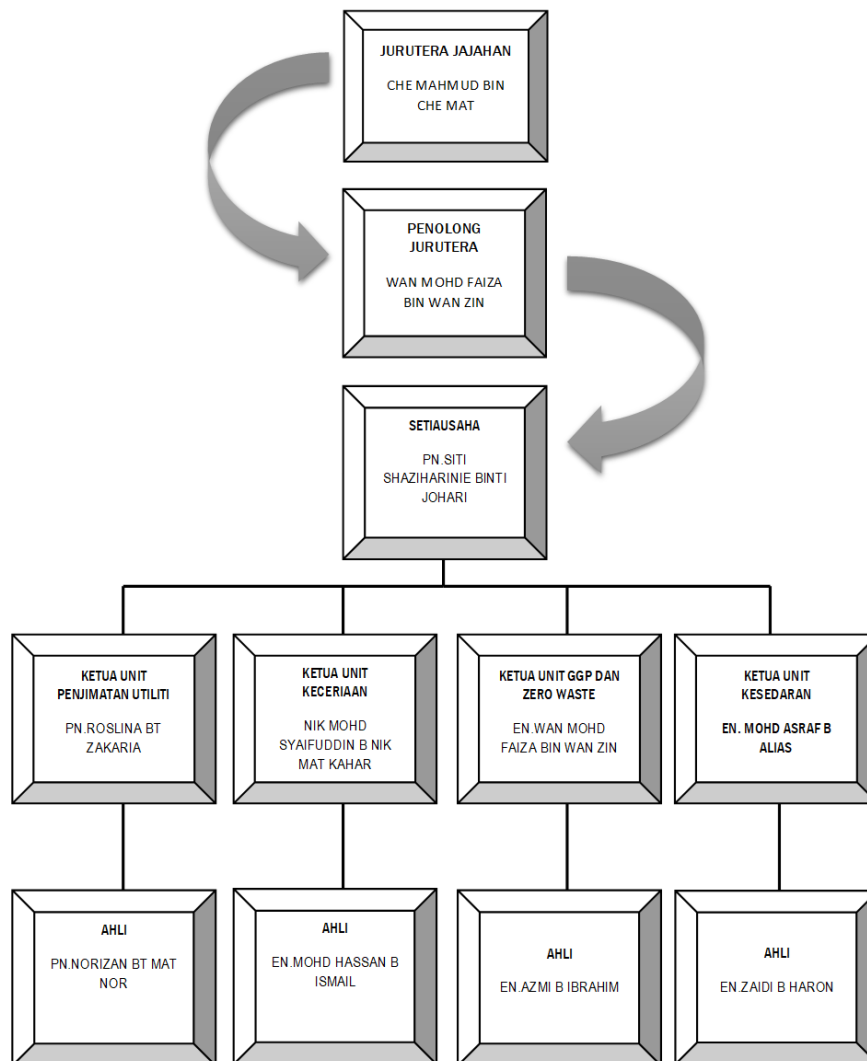 JURUTERA JAJAHAN
CHE MAHMUD BIN
CHE MAT
PENOLONG
JURUTERA
WAN MOHD FAIZA
BIN WAN ZIN
SETIAUSAHA
PN.SITI
SHAZIHARINIE BINTI
JOHARI
KETUA UNIT
PENJIMATAN UTILITI
PN.ROSLINA BT
ZAKARIA
KETUA UNIT
KECERIAAN
NIK MOHD
SYAIFUDDIN B NIK
MAT KAHAR
KETUA UNIT GGP DAN
ZERO WASTE
EN.WAN MOHD
FAIZA BIN WAN ZIN
KETUA UNIT
KESEDARAN
EN. MOHD ASRAF B
ALIAS
AHLI
PN.NORIZAN BT MAT
NOR
AHLI
EN.MOHD HASSAN B
ISMAIL
AHLI
EN.AZMI B IBRAHIM
AHLI
EN.ZAIDI B HARON